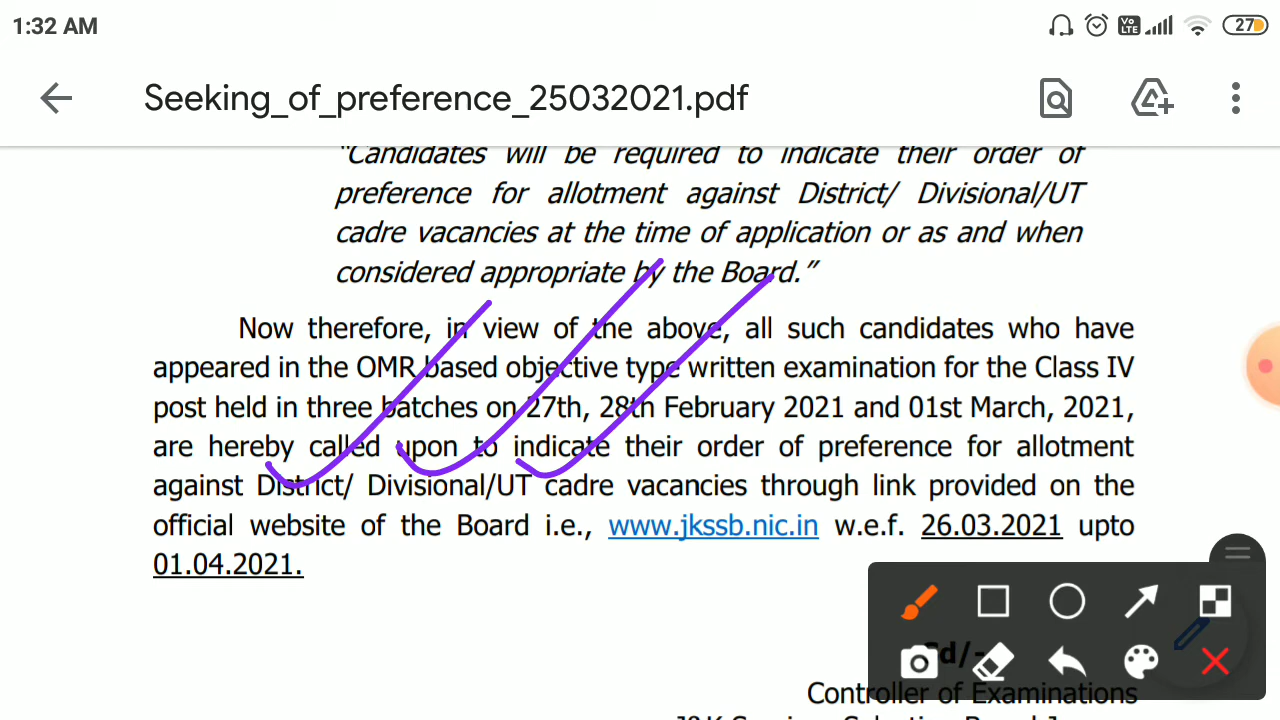 1:32 AM
Vo LTE
27
Seeking_of_preference_25032021.pdf
"Candidates will be required to indicate their order of
preference for allotment against District/ Divisional/UT
cadre vacancies at the time of application or as and when
considered appropriate by the Board."
Now therefore, in view of the above, all such candidates who have
appeared in the OMR based objective type written examination for the Class IV
post held in three batches on 27th, 28th February 2021 and 01st March, 2021,
are hereby called upon to indicate their order of preference for allotment
against District/ Divisional/UT cadre vacancies through link provided on the
official website of the Board i.e., www.jkssb.nic.in w.e.f. 26.03.2021 upto
01.04.2021.
Sd/-
Controller of Examinations